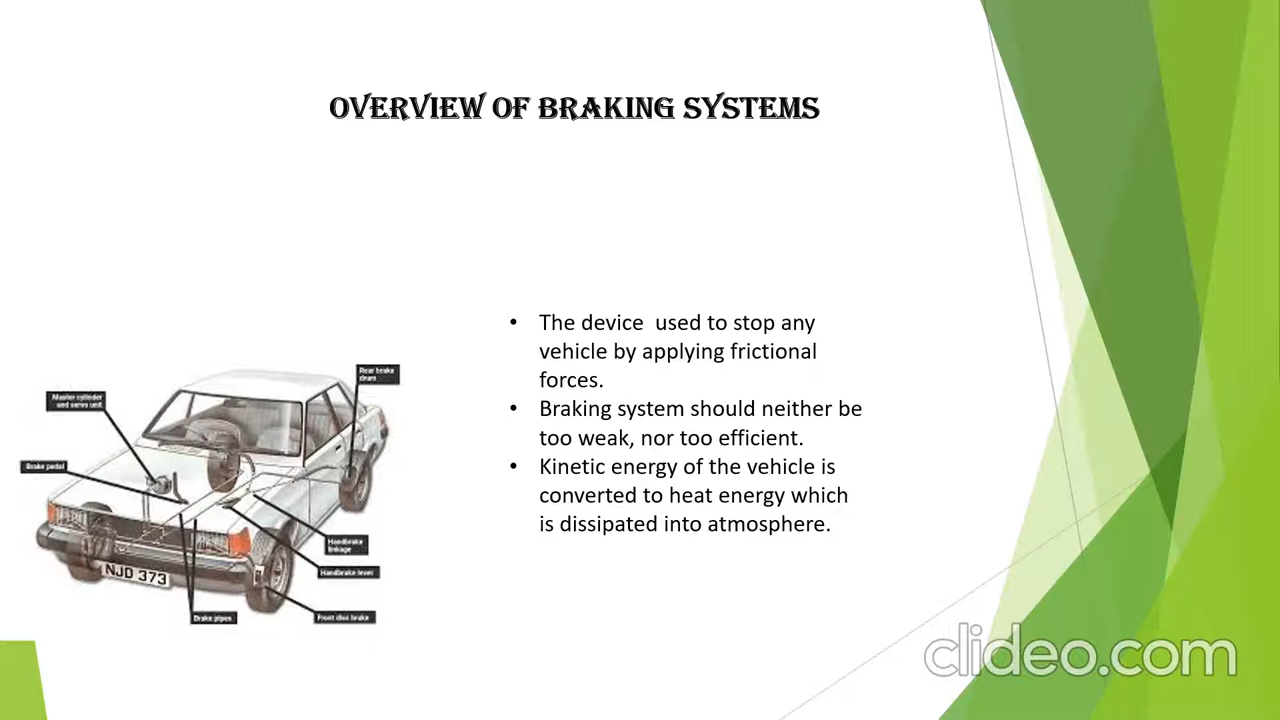 OVERVIEW OF BRAKING SYSTEMS
• The device  used to stop any
vehicle by applying frictional
forces.
• Braking system should neither be
too weak, nor too efficient.
• Kinetic energy of the vehicle is
converted to heat energy which
is dissipated into atmosphere.
Rear brake
drum
Master cylinder
and servo unit
Brake pedal
Handbrake
linkage
Handbrake lever
Front disc brake
Brake pipes
NJD 373
clideo.com